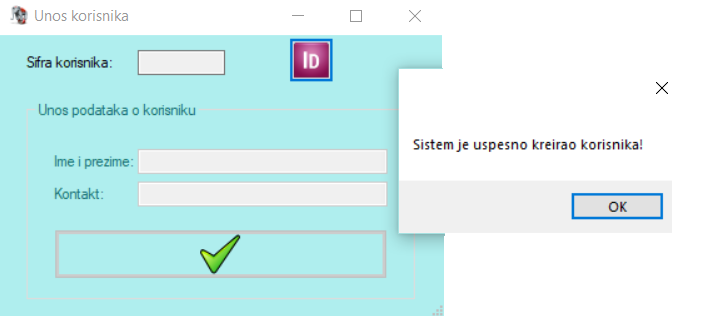 Unos korisnika
Sifra korisnika:
ID
Unos podataka o korisniku
Ime i prezime:
Kontakt:
Sistem je uspesno kreirao korisnika!
OK